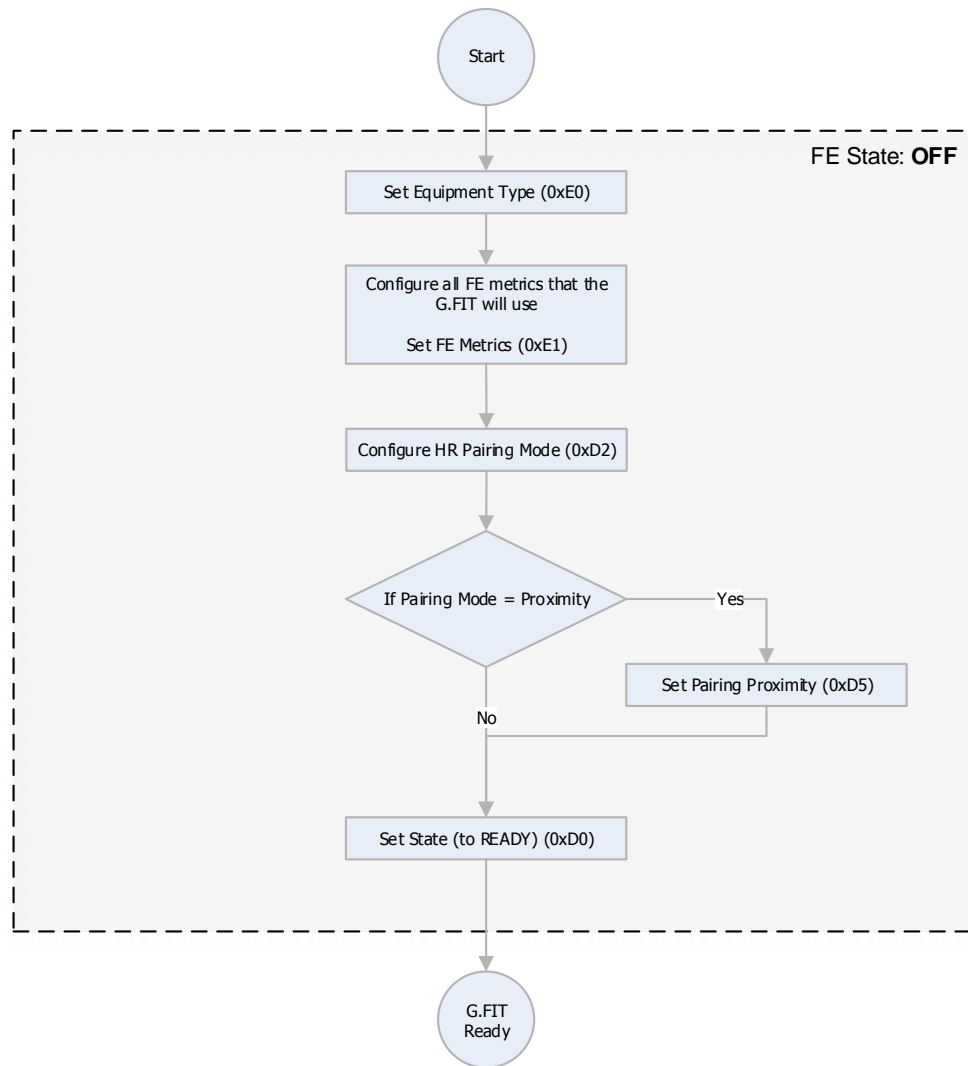 Start
FE State: OFF
Set Equipment Type (0xE0)
Configure all FE metrics that the
G.FIT will use
Set FE Metrics (0xE1)
Configure HR Pairing Mode (0xD2)
If Pairing Mode = Proximity
Yes
Set Pairing Proximity (0xD5)
No
Set State (to READY) (0xD0)
G.FIT
Ready